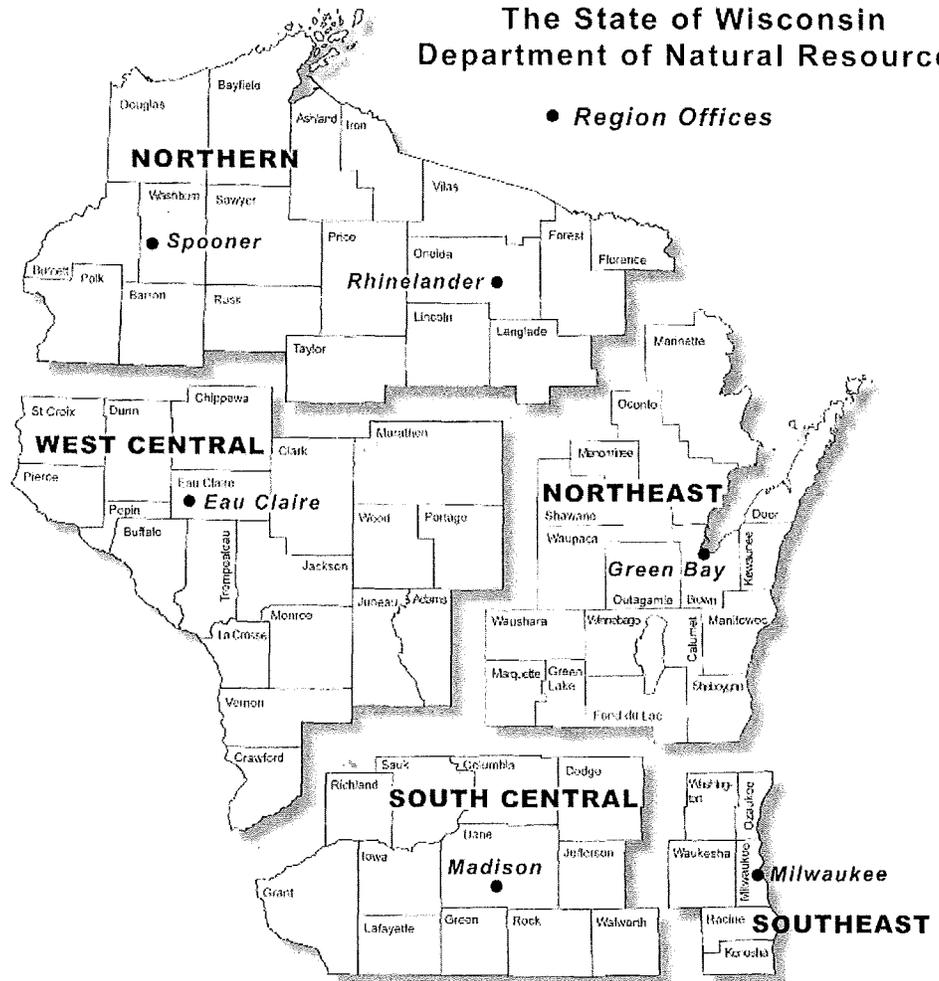 The State of Wisconsin
Department of Natural Resource
Region Offices
Bayfield
Douglas
Ashland
Iron
NORTHERN
Vilas
Washburn
Sawyer
Spooner
Price
Forest
Oneida
Florence
Burnett
Polk
Rhinelander
Barron
Rusk
Lincoln
Langlade
Taylor
Marinette
Chippewa
St Croix
Dunn
Oconto
WEST CENTRAL
Clark
Marathon
Menominee
Pierce
Eau Claire
Eau Claire
NORTHEAST
Pepin
Buffalo
Wood
Portage
Shawano
Door
Waupaca
Trempealeau
Kewaunee
Green Bay
Jackson
Juneau
Adams
Outagamie
Brown
Monroe
La Crosse
Waushara
Winnebago
Calumet
Manitowoc
Marquette
Green
Lake
Sheboygan
Vernon
Fond du Lac
Crawford
Sauk
Columbia
Dodge
Richland
SOUTH CENTRAL
Washing-
ton
Ozaukee
Dane
Iowa
Jefferson
Waukesha
Milwaukee
Madison
Milwaukee
Grant
Lafayette
Green
Rock
Walworth
Racine
SOUTHEAST
Kenosha